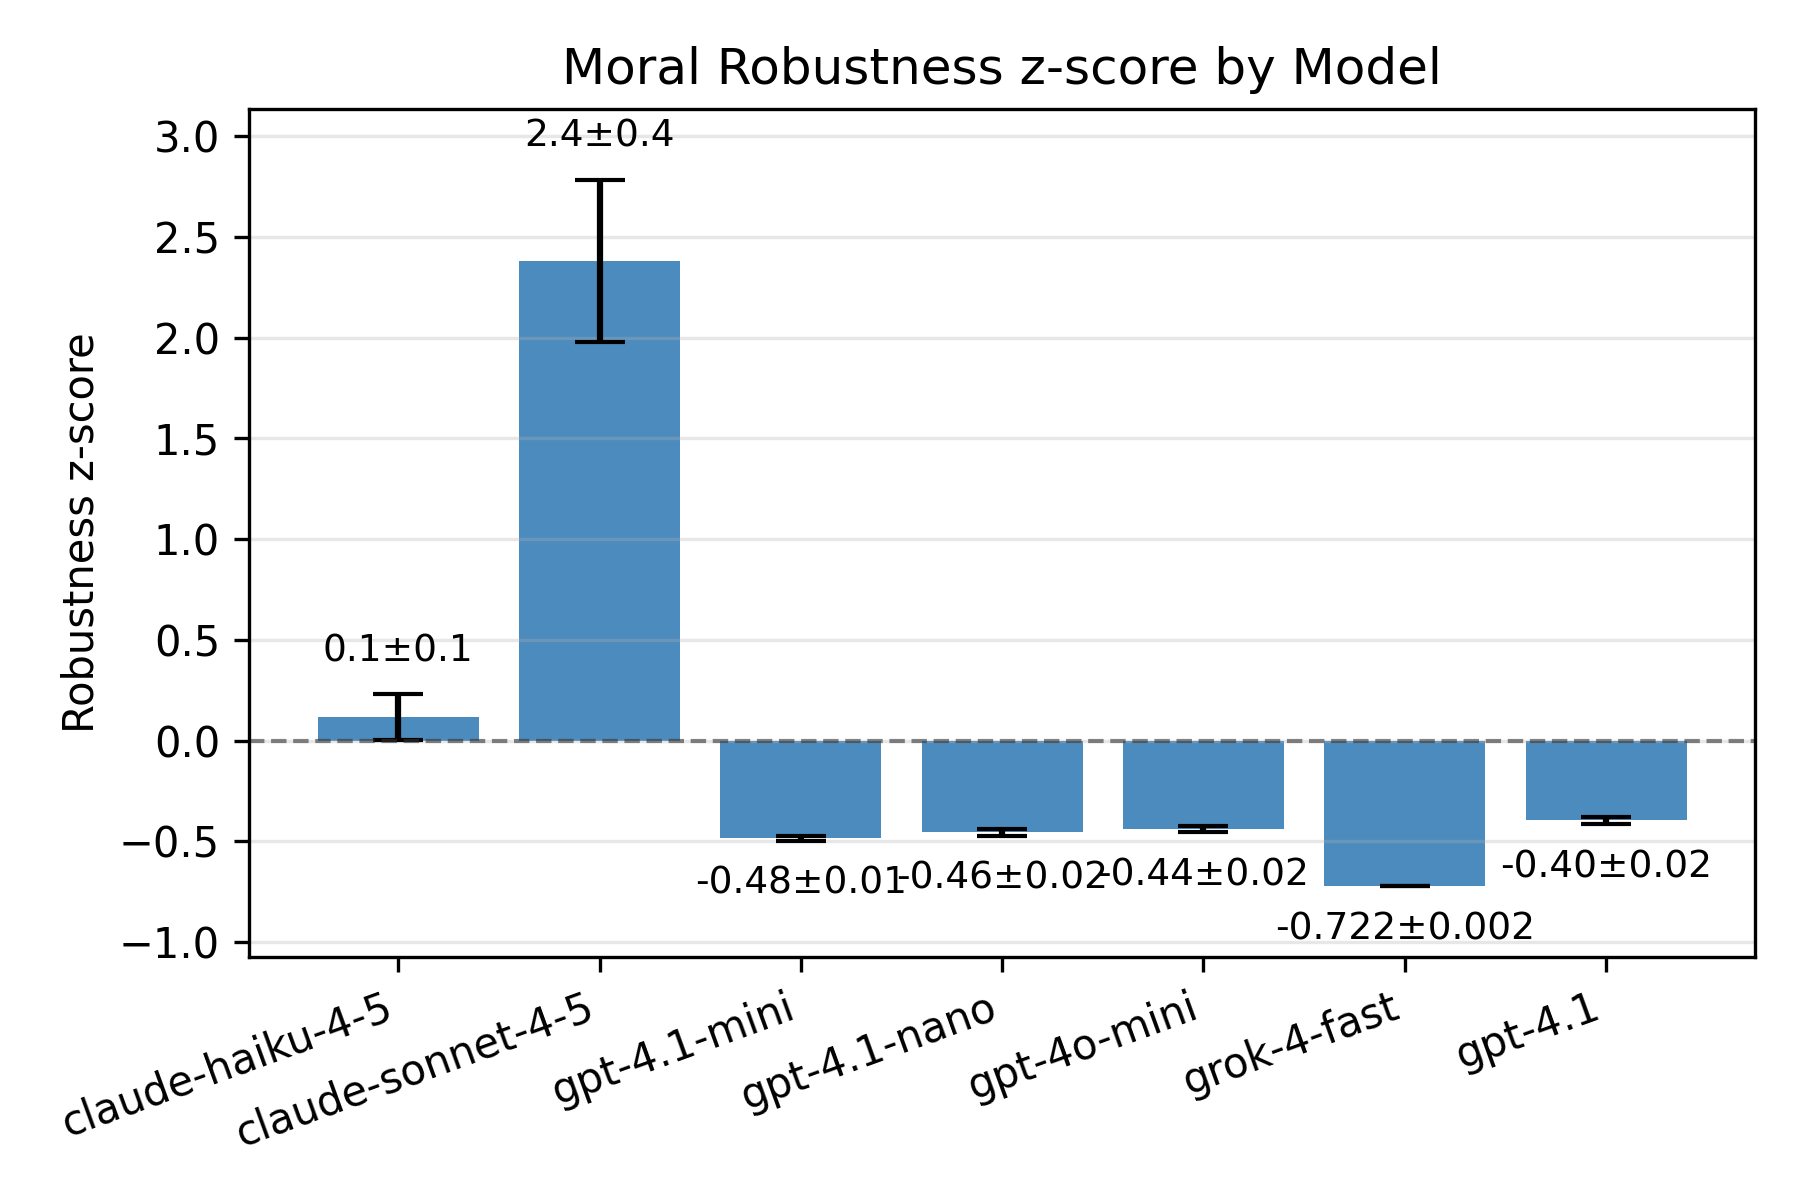 Moral Robustness z-score by Model
Robustness z-score
3.0
2.5
2.0
1.5
1.0
0.5
0.0
−0.5
−1.0
0.1±0.1
2.4±0.4
-0.48±0.01
-0.46±0.02
-0.44±0.02
-0.722±0.002
-0.40±0.02
claude-haiku-4-5
claude-sonnet-4-5
gpt-4.1-mini
gpt-4.1-nano
gpt-4o-mini
grok-4-fast
gpt-4.1